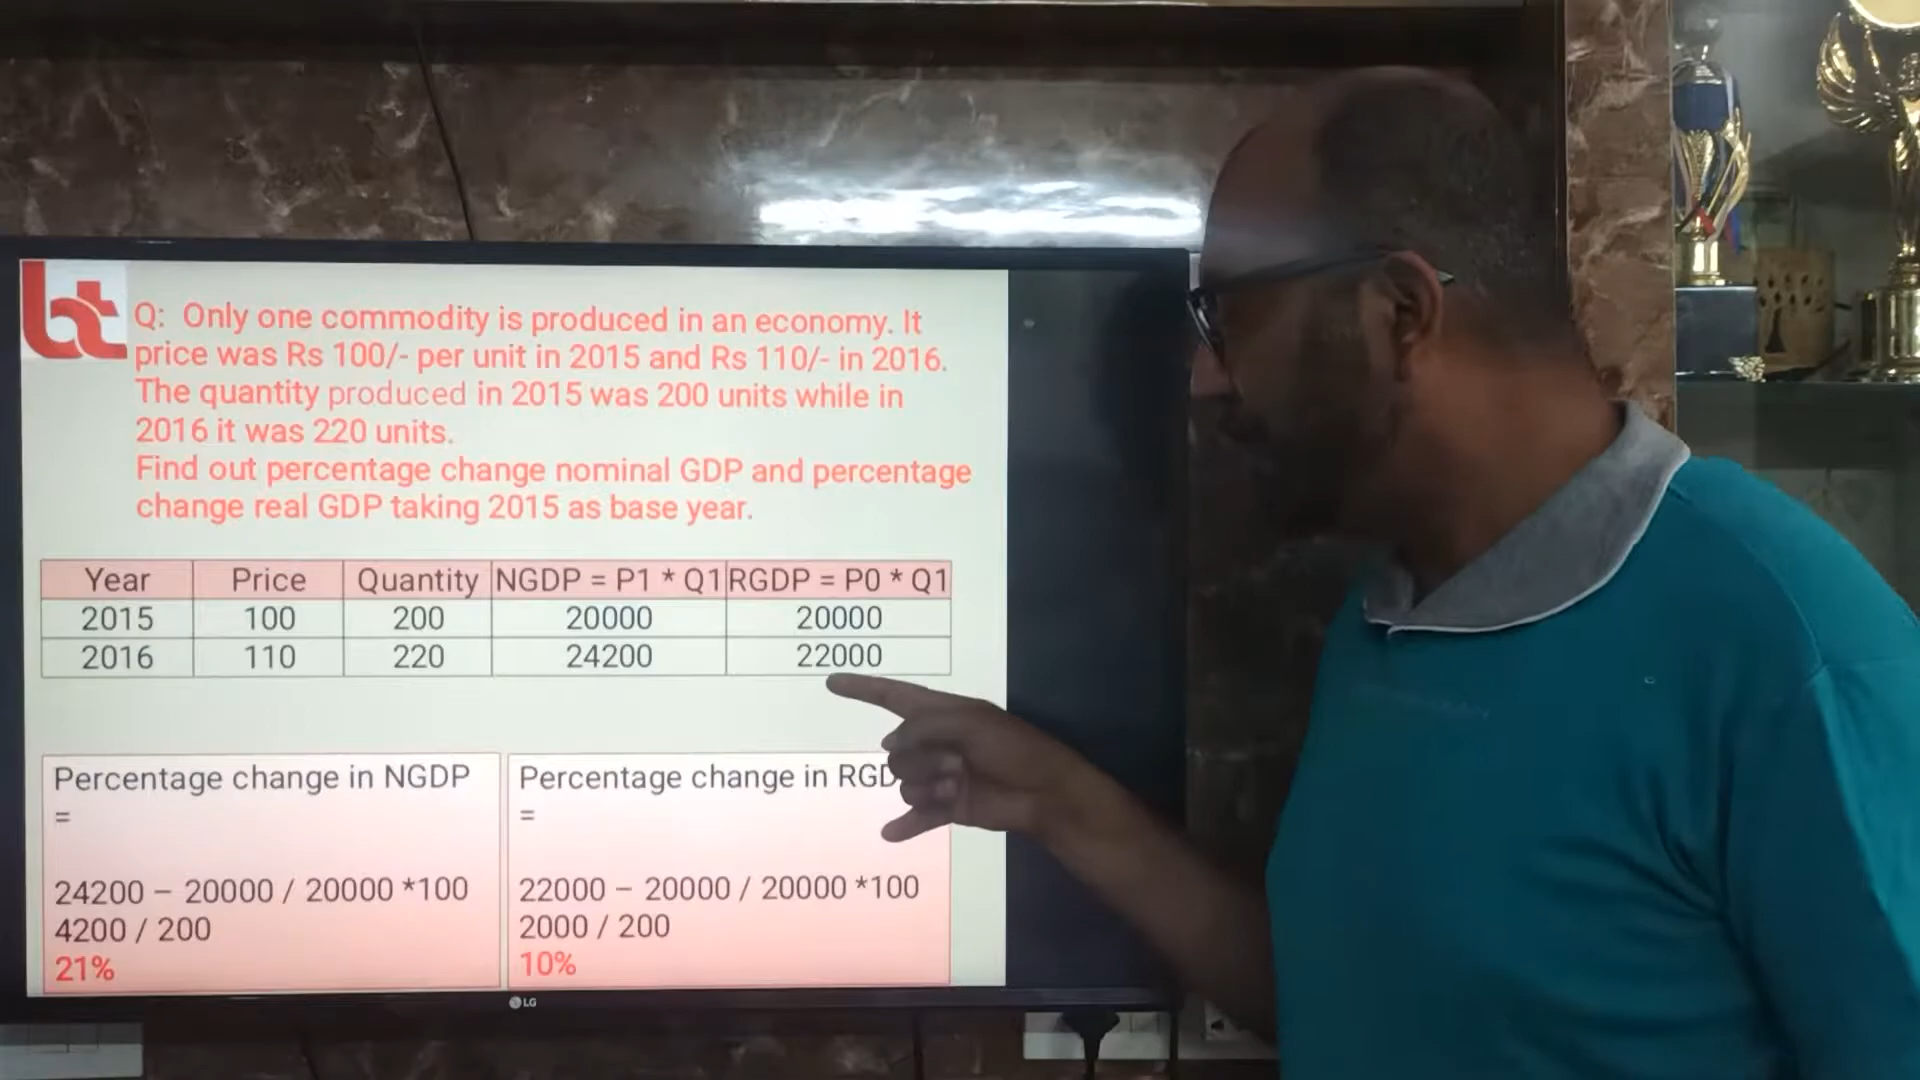 bt
Q: Only one commodity is produced in an economy. It
price was Rs 100/- per unit in 2015 and Rs 110/- in 2016.
The quantity produced in 2015 was 200 units while in
2016 it was 220 units.
Find out percentage change nominal GDP and percentage
change real GDP taking 2015 as base year.
Year Price Quantity NGDP = P1 * Q1 RGDP = P0 * Q1
2015 100 200 20000 20000
2016 110 220 24200 22000
Percentage change in NGDP
=
24200 – 20000 / 20000 *100
4200 / 200
21%
Percentage change in RGD
=
22000 – 20000 / 20000 *100
2000 / 200
10%
LG